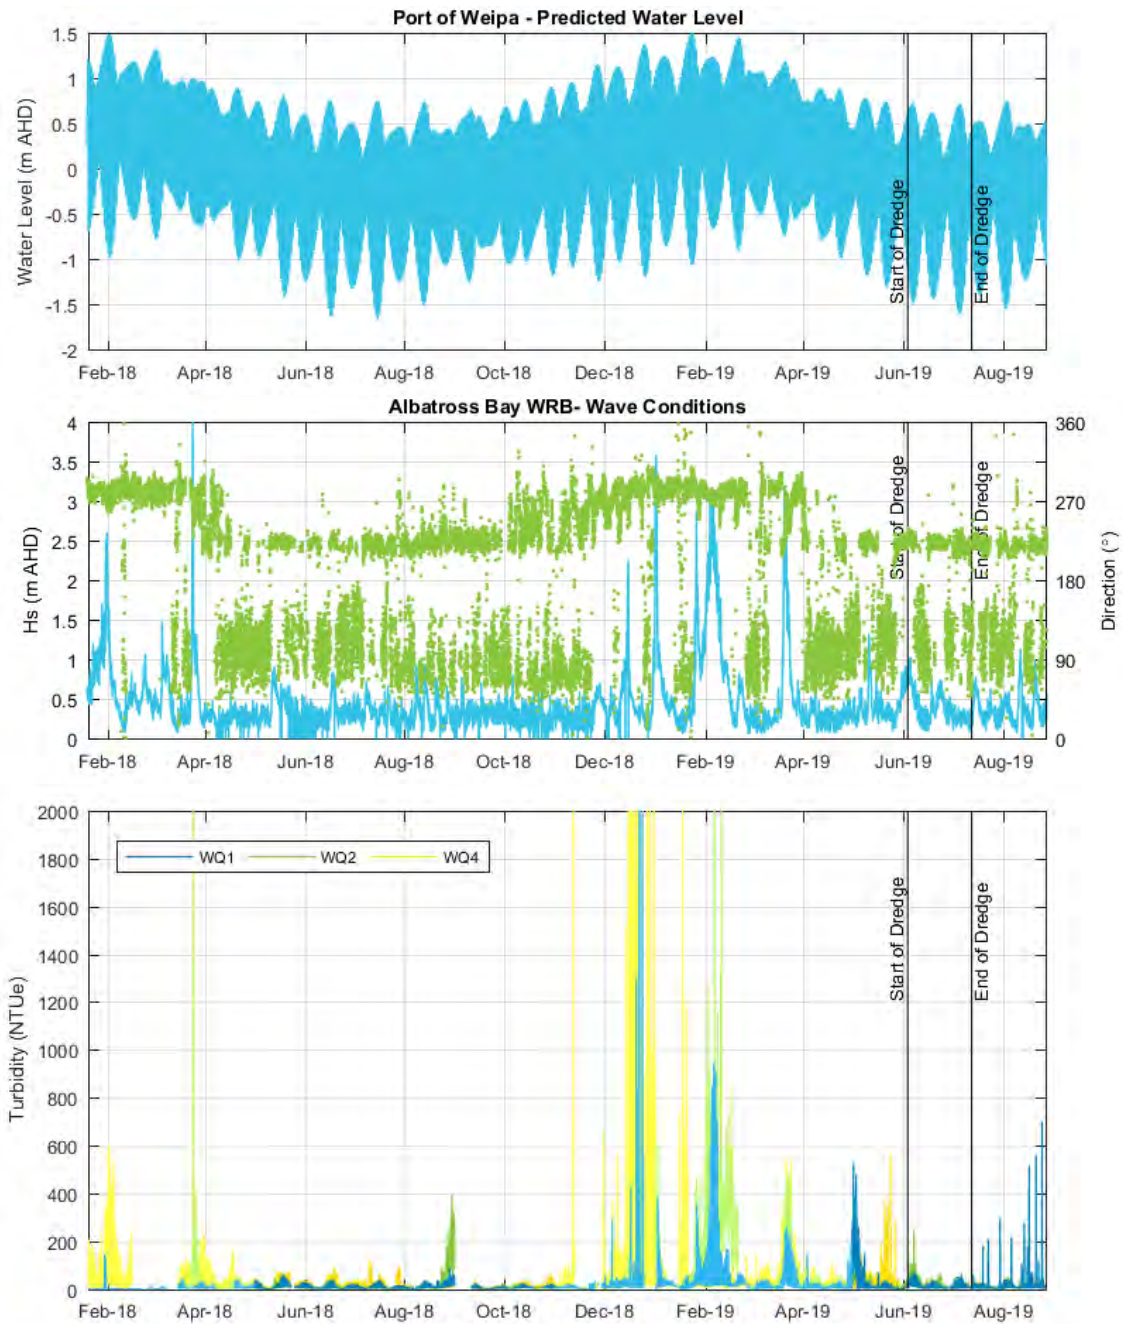 Port of Weipa - Predicted Water Level
Water Level (m AHD)
1.5
1
0.5
0
-0.5
-1
-1.5
-2
Start of Dredge
End of Dredge
Feb-18 Apr-18 Jun-18 Aug-18 Oct-18 Dec-18 Feb-19 Apr-19 Jun-19 Aug-19
Albatross Bay WRB- Wave Conditions
Hs (m AHD)
4
3.5
3
2.5
2
1.5
1
0.5
0
Start of Dredge
End of Dredge
360
270
180
90
0
Direction (°)
Feb-18 Apr-18 Jun-18 Aug-18 Oct-18 Dec-18 Feb-19 Apr-19 Jun-19 Aug-19
Turbidity (NTUe)
2000
1800
1600
1400
1200
1000
800
600
400
200
0
WQ1 WQ2 WQ4
Start of Dredge
End of Dredge
Feb-18 Apr-18 Jun-18 Aug-18 Oct-18 Dec-18 Feb-19 Apr-19 Jun-19 Aug-19